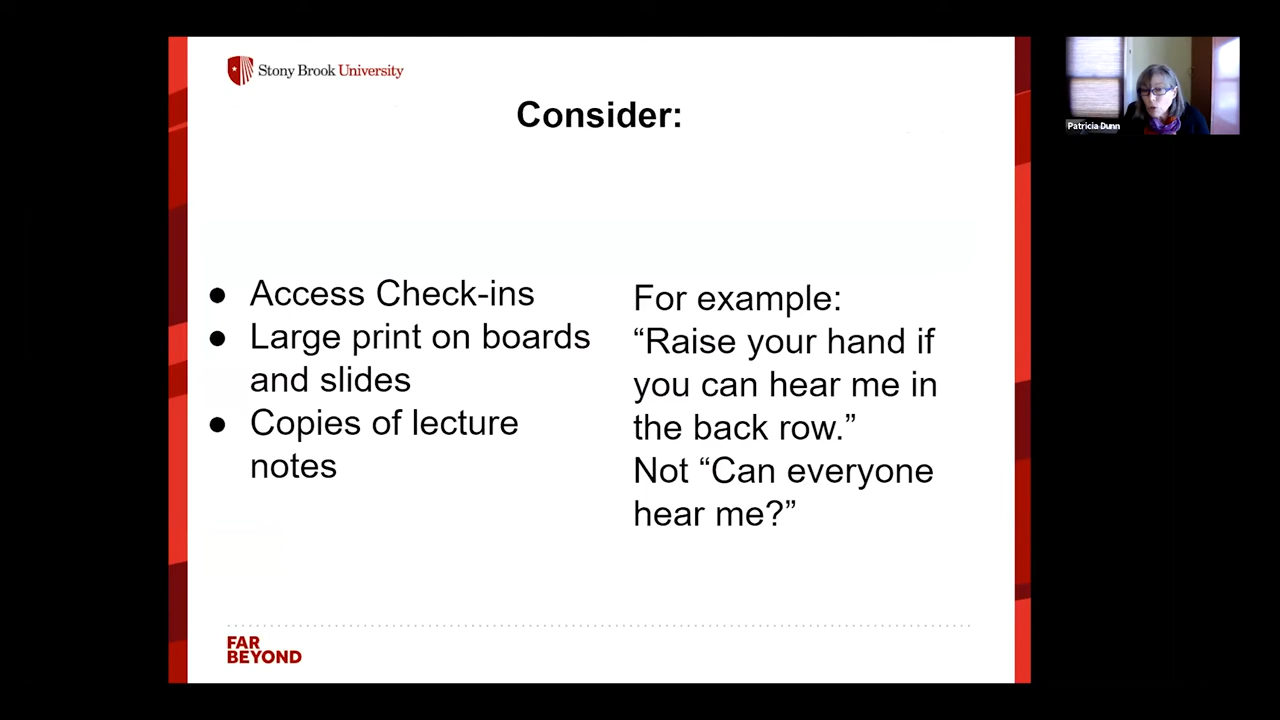 Stony Brook University
Consider:
● Access Check-ins
● Large print on boards
and slides
● Copies of lecture
notes
For example:
“Raise your hand if
you can hear me in
the back row.”
Not “Can everyone
hear me?”
FAR
BEYOND
Patricia Dunn